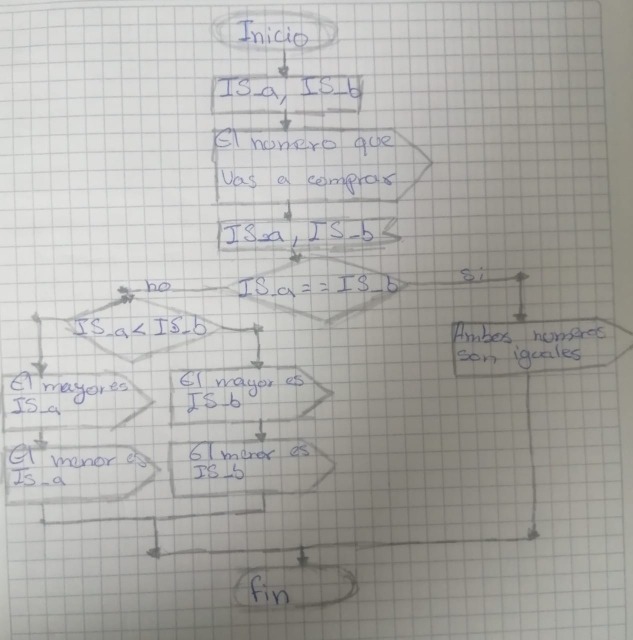 Inicio
IS_a, IS_b
El numero que
Vas a comprar
IS_a, IS_b
IS_a == IS_b
no
si
IS_a < IS_b
Ambos numeros
son iguales
El mayor es
IS_a
El mayor es
IS_b
El menor es
IS_a
El menor es
IS_b
fin